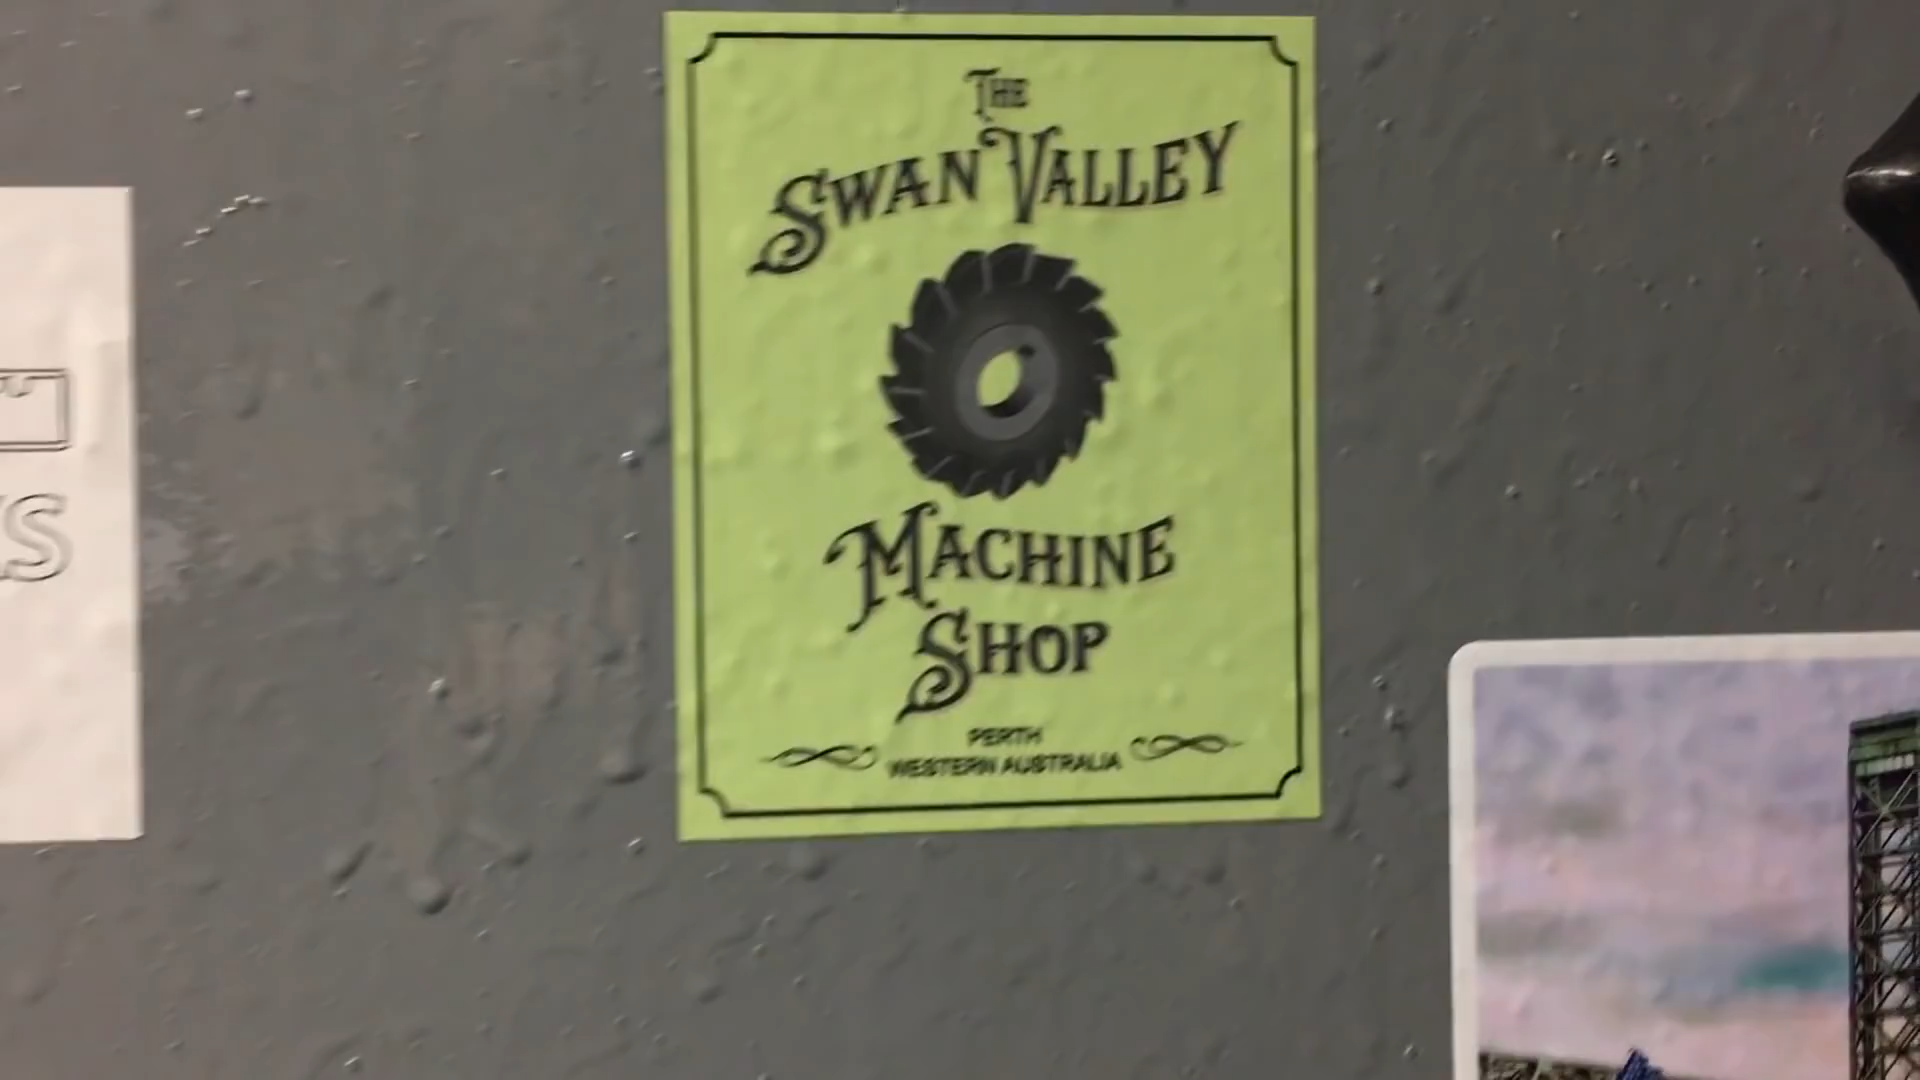 THE
SWAN VALLEY
MACHINE
SHOP
PERTH
WESTERN AUSTRALIA